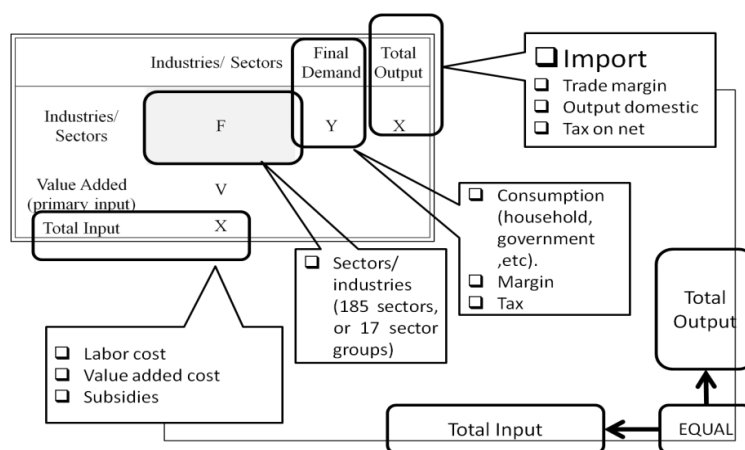 Industries/ Sectors
Final
Demand
Total
Output
Industries/
Sectors
F
Y
X
Value Added
(primary input)
V
Total Input
X
❑ Import
❑ Trade margin
❑ Output domestic
❑ Tax on net
❑ Consumption
(household,
government
,etc).
❑ Margin
❑ Tax
❑ Sectors/
industries
(185 sectors,
or 17 sector
groups)
❑ Labor cost
❑ Value added cost
❑ Subsidies
Total
Output
Total Input
EQUAL